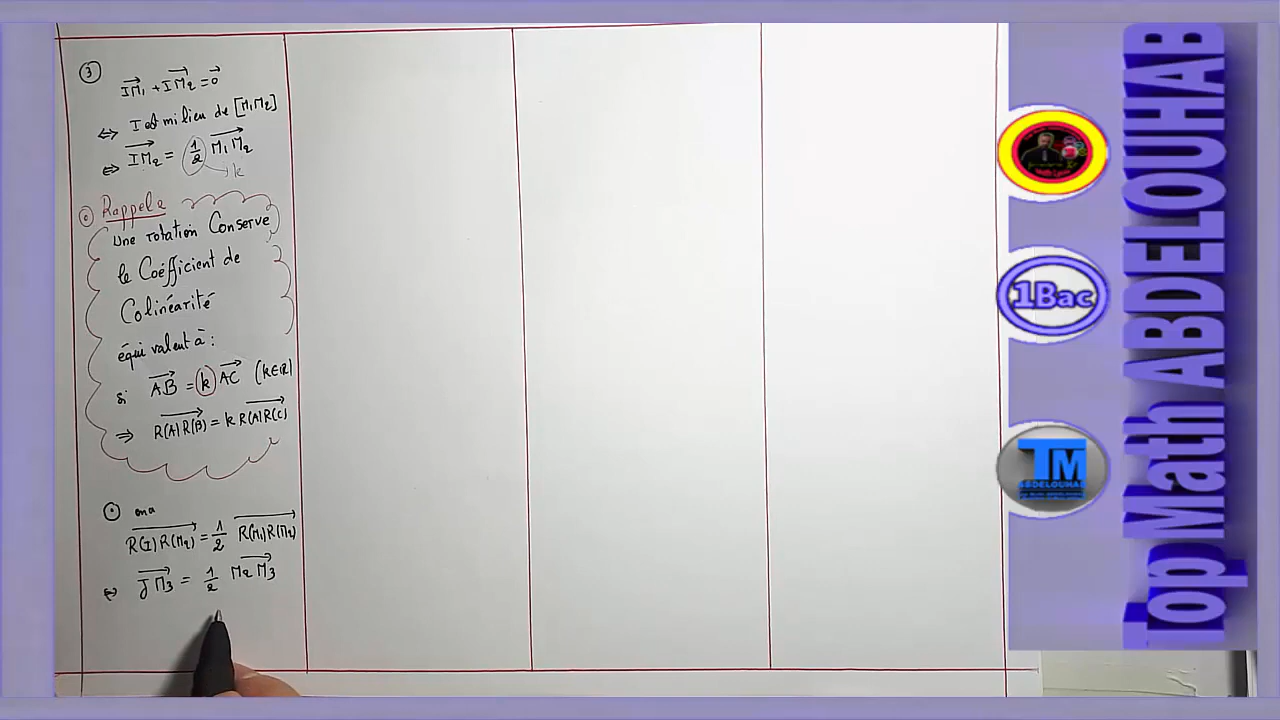 ③
IM₁ + IM₂ = 0
⇔ I est milieu de [M₁M₂]
⇔ IM₂ = 1/2 M₁M₂
k
⊙ Rappele
Une rotation Conserve
le Coéfficient de
Colinéarité
équivalent à :
si AB = k AC (k∈ℝ)
⇒ R(A)R(B) = k R(A)R(C)
⊙ on a
R(I)R(M₂) = 1/2 R(M₁)R(M₂)
⇔ JM₃ = 1/2 M₂M₃
1Bac
TM
ABDELOUHAB
Top Math ABDELOUHAB